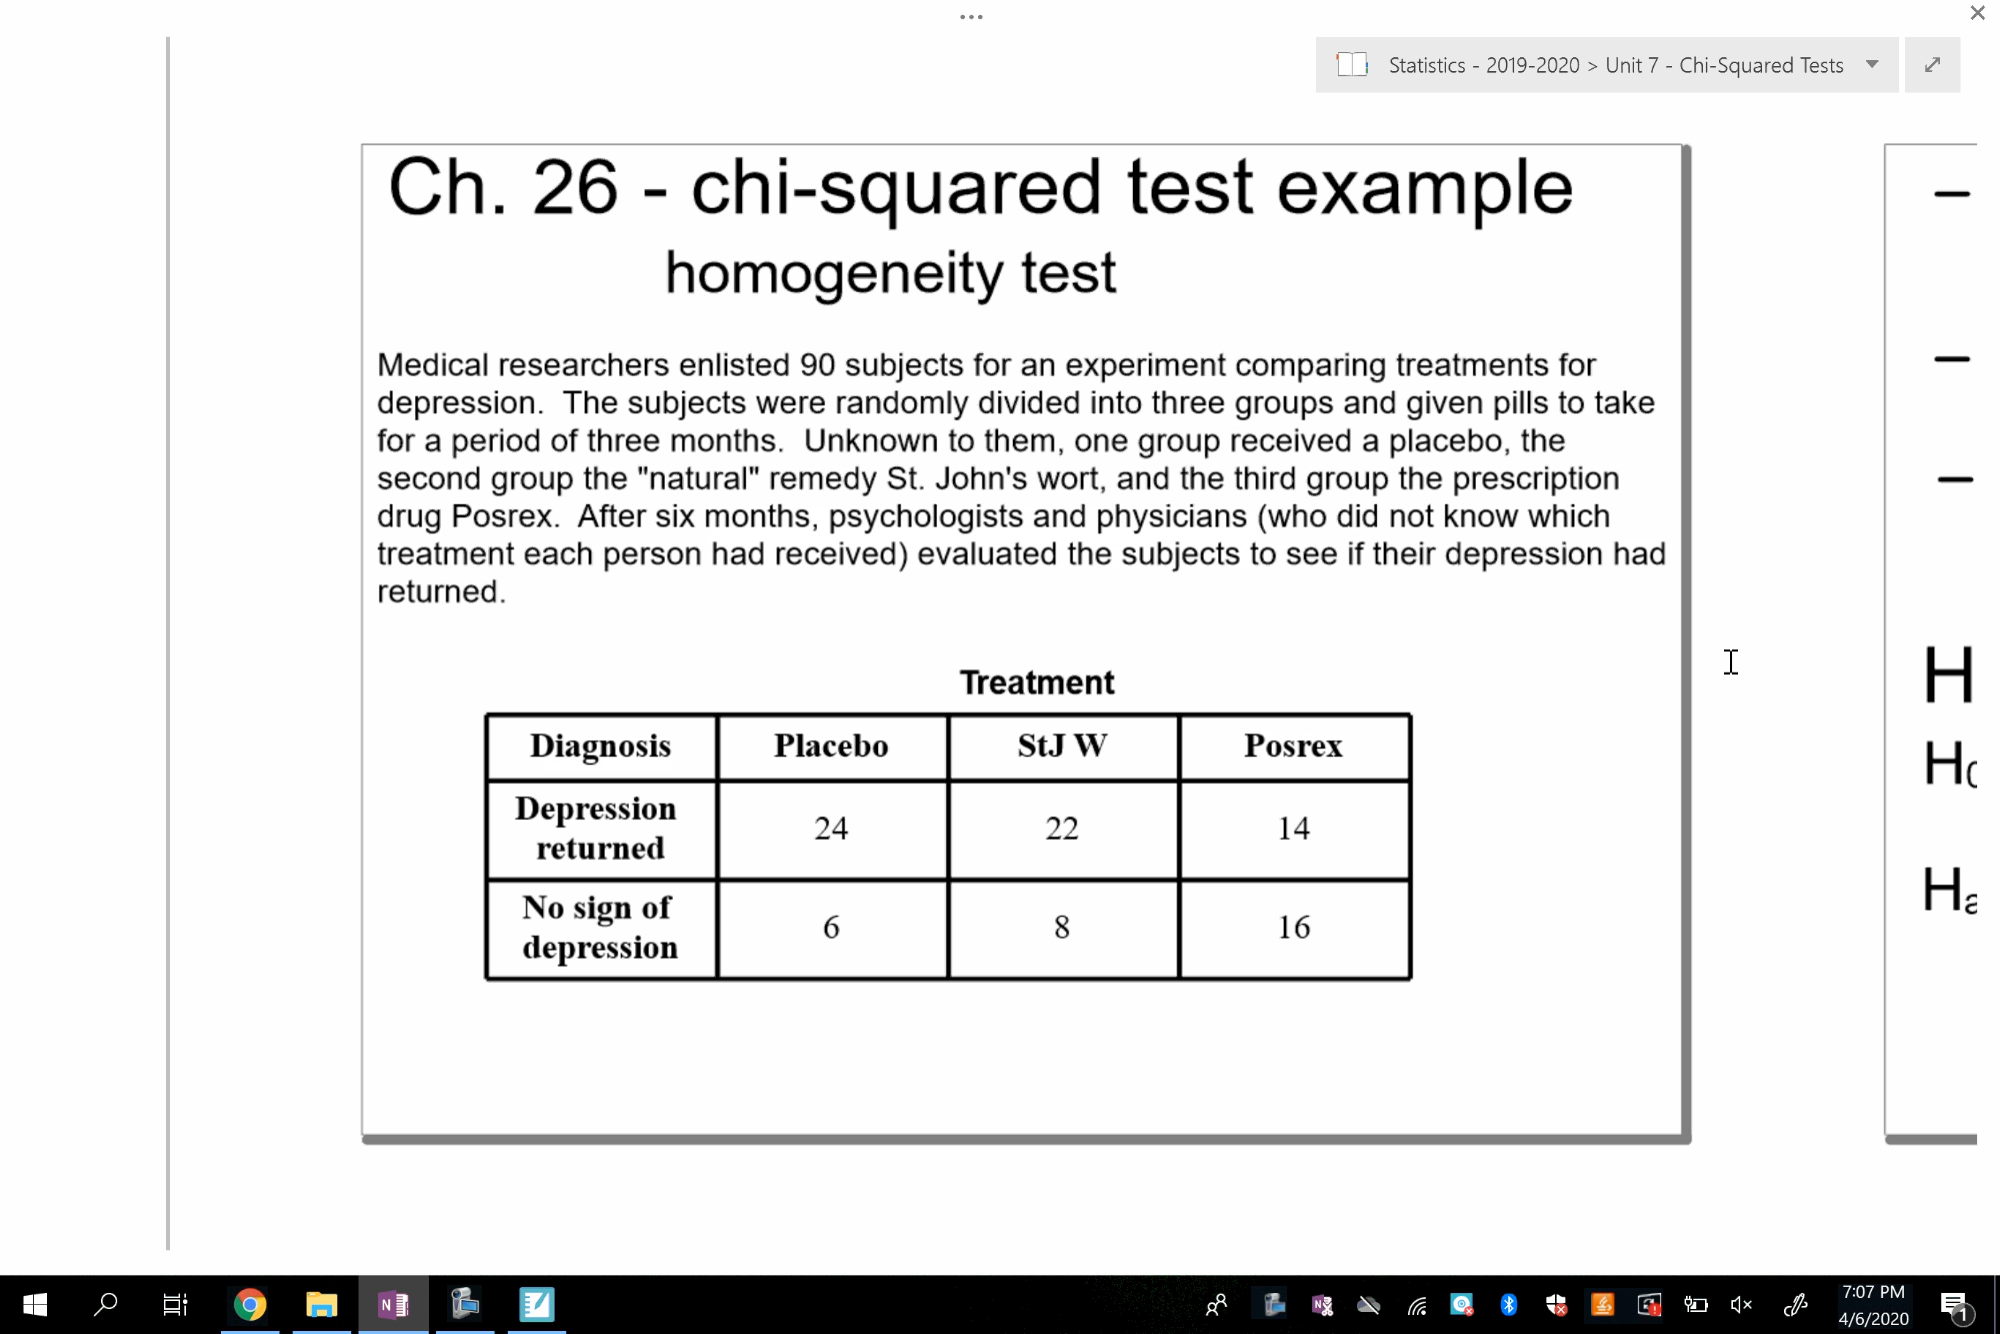 ...
Statistics - 2019-2020 > Unit 7 - Chi-Squared Tests
Ch. 26 - chi-squared test example
homogeneity test
Medical researchers enlisted 90 subjects for an experiment comparing treatments for
depression.  The subjects were randomly divided into three groups and given pills to take
for a period of three months.  Unknown to them, one group received a placebo, the
second group the "natural" remedy St. John's wort, and the third group the prescription
drug Posrex.  After six months, psychologists and physicians (who did not know which
treatment each person had received) evaluated the subjects to see if their depression had
returned.
Treatment
Diagnosis Placebo StJ W Posrex
Depression
returned
24 22 14
No sign of
depression
6 8 16
H
H0
Ha
7:07 PM
4/6/2020
1